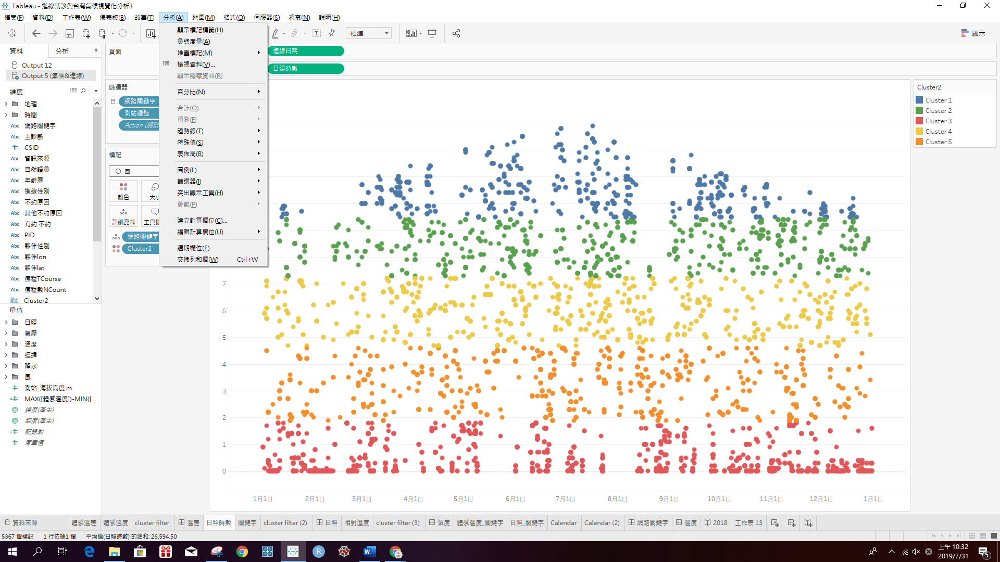 Tableau - 進線就診與台灣氣候視覺化分析3
檔案(F) 資料(D) 工作表(W) 儀表板(B) 故事(T) 分析(A) 地圖(M) 格式(O) 伺服器(S) 視窗(N) 說明(H)
標準
顯示
資料 分析
Output 12
Output 5 (氣候&進線)
維度
地理
時間
Abc 網路關鍵字
Abc 主診斷
# CSID
Abc 資訊來源
Abc 自然語彙
Abc 年齡層
Abc 進線性別
Abc 不約原因
Abc 其他不約原因
Abc 有約.不約
Abc PID
Abc 夥伴性別
Abc 夥伴lon
Abc 夥伴lat
Abc 療程TCourse
Abc 療程數NCount
Cluster2
量值
日照
氣壓
溫度
經緯
降水
風
# 測站_海拔高度.m.
=# MAX([體感溫度])-MIN([...
緯度(產生)
經度(產生)
=# 記錄數
# 度量值
頁面
篩選器
網路關鍵字
測站編號
Action (網路
標記
圓
顏色
大小
詳細資料
工具提
網路關鍵字
Cluster2
顯示標記標籤(H)
彙總度量(A)
堆疊標記(M)
檢視資料(V)...
顯示隱藏資料(R)
百分比(N)
合計(O)
預測(F)
趨勢線(T)
特殊值(S)
表佈局(B)
圖例(L)
篩選器(I)
突出顯示工具(H)
參數(P)
建立計算欄位(C)...
編輯計算欄位(U)
週期欄位(E)
交換列和欄(W) Ctrl+W
進線日期
日照時數
7
6
5
4
3
2
1
0
1月1日 2月1日 3月1日 4月1日 5月1日 6月1日 7月1日 8月1日 9月1日 10月1日 11月1日 12月1日 1月1日
Cluster2
Cluster 1
Cluster 2
Cluster 3
Cluster 4
Cluster 5
資料來源 體感溫差 體感溫度 cluster filter 溫差 日照時數 關鍵字 cluster filter (2) 日照 相對溼度 cluster filter (3) 濕度 體感溫度_關鍵字 日照_關鍵字 Calendar Calendar (2) 網路關鍵字 溫度 2018 工作表 13
5367 個標記 1 行依據1 欄 平均值(日照時數) 的總和: 26,594.50
上午 10:32
2019/7/31
5